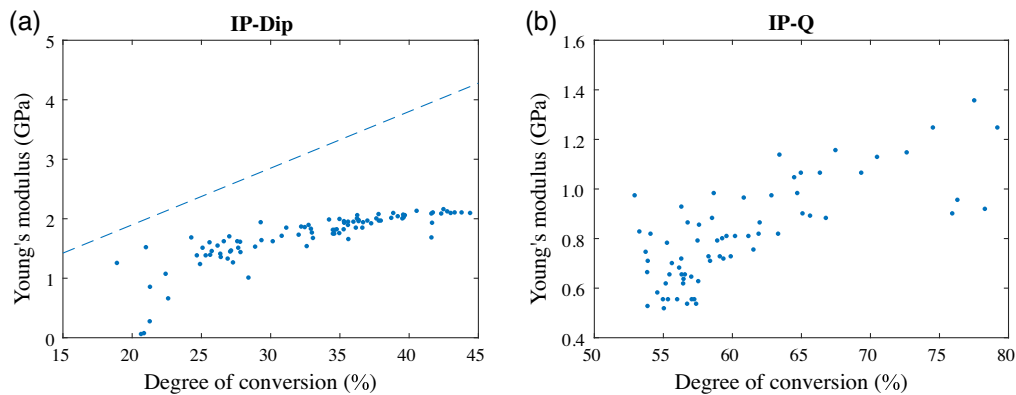 (a)
IP-Dip
5
4
3
2
1
0
Young's modulus (GPa)
15 20 25 30 35 40 45
Degree of conversion (%)
(b)
IP-Q
1.6
1.4
1.2
1.0
0.8
0.6
0.4
Young's modulus (GPa)
50 55 60 65 70 75 80
Degree of conversion (%)